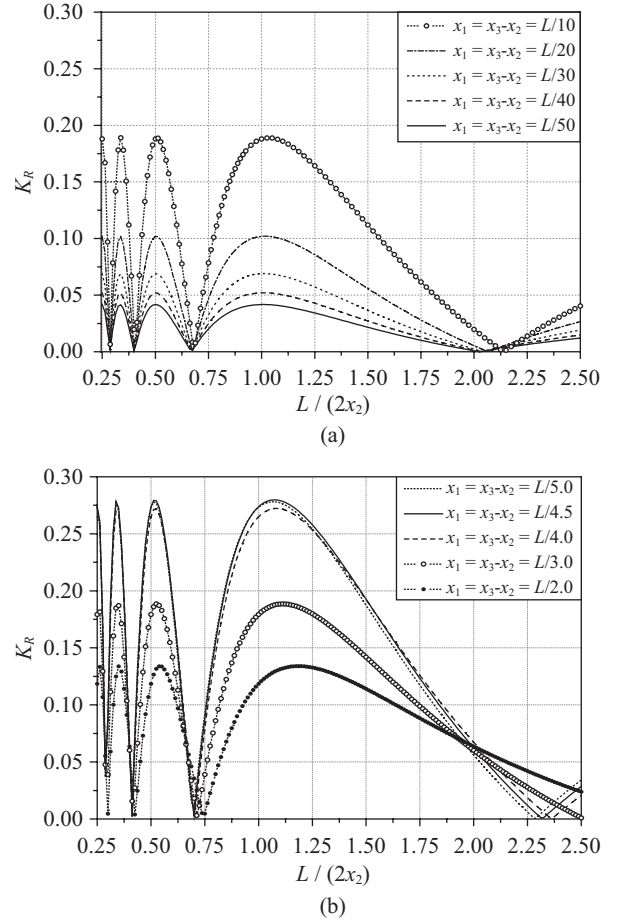 0.30
0.25
0.20
0.15
0.10
0.05
0.00
K_R
x₁ = x₃-x₂ = L/10
x₁ = x₃-x₂ = L/20
x₁ = x₃-x₂ = L/30
x₁ = x₃-x₂ = L/40
x₁ = x₃-x₂ = L/50
0.25 0.50 0.75 1.00 1.25 1.50 1.75 2.00 2.25 2.50
L / (2x₂)
(a)
0.30
0.25
0.20
0.15
0.10
0.05
0.00
K_R
x₁ = x₃-x₂ = L/5.0
x₁ = x₃-x₂ = L/4.5
x₁ = x₃-x₂ = L/4.0
x₁ = x₃-x₂ = L/3.0
x₁ = x₃-x₂ = L/2.0
0.25 0.50 0.75 1.00 1.25 1.50 1.75 2.00 2.25 2.50
L / (2x₂)
(b)